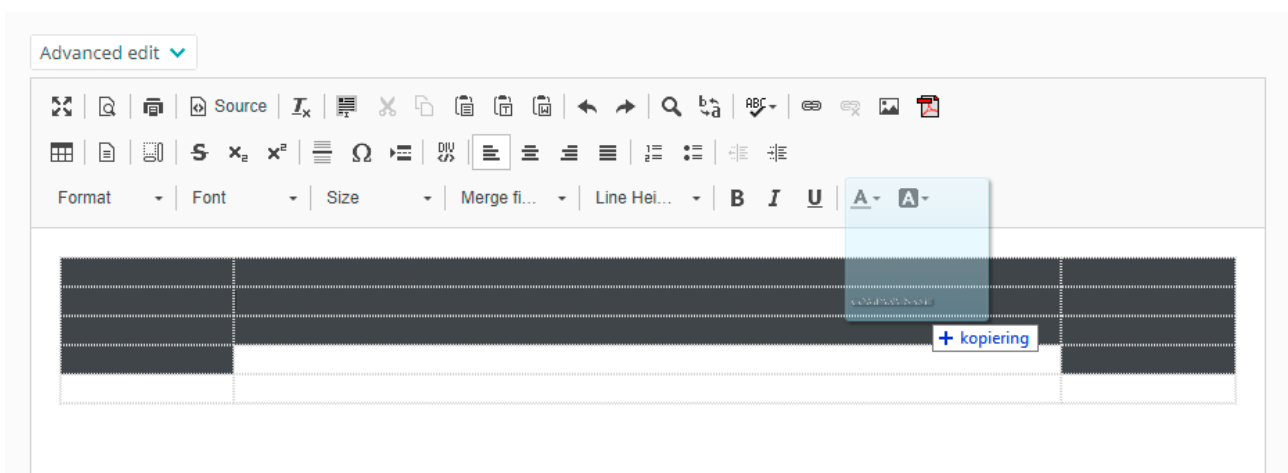 Advanced edit
Source
Format Font Size Merge fi... Line Hei... B I U A A
+ kopiering